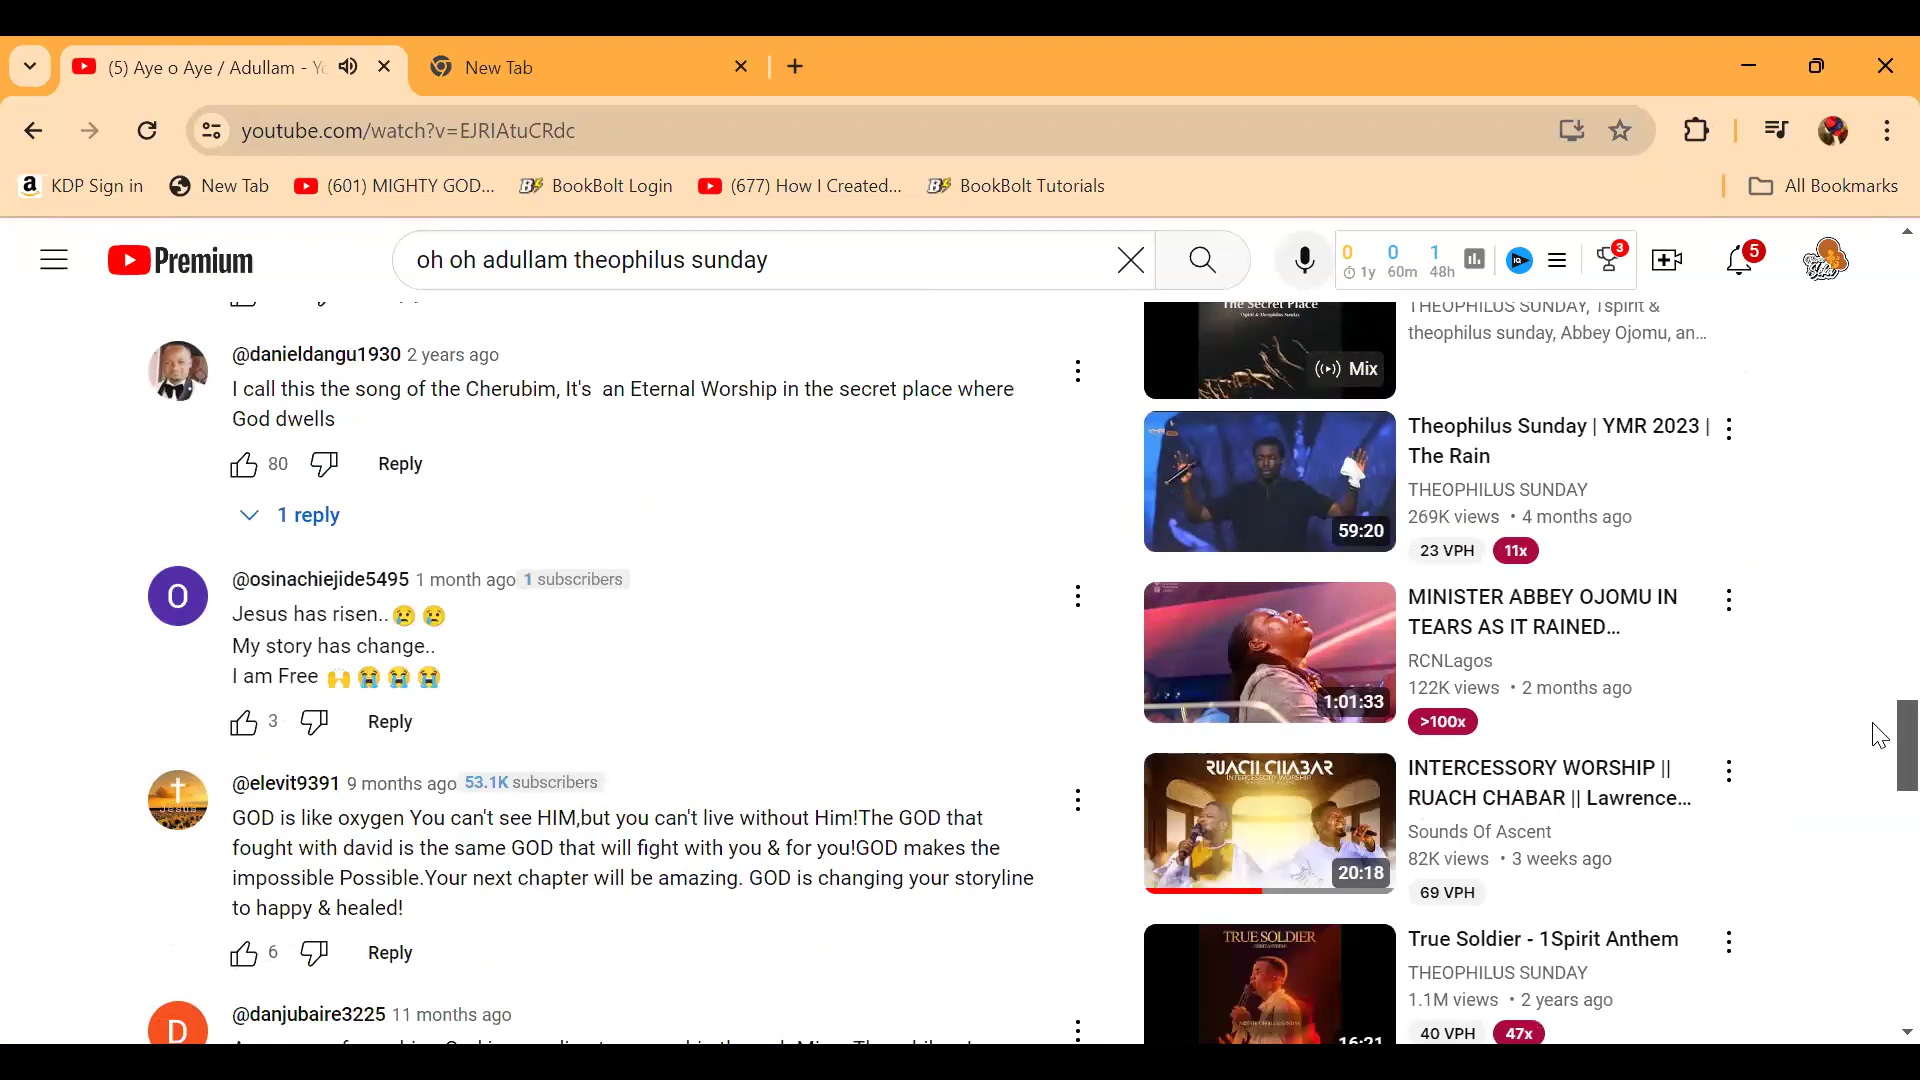 (5) Aye o Aye / Adullam - Yo
New Tab
youtube.com/watch?v=EJRIAtuCRdc
KDP Sign in
New Tab
(601) MIGHTY GOD...
BookBolt Login
(677) How I Created...
BookBolt Tutorials
All Bookmarks
Premium
oh oh adullam theophilus sunday
0 0 1
1y 60m 48h
3
5
@danieldangu1930 2 years ago
I call this the song of the Cherubim, It's an Eternal Worship in the secret place where
God dwells
80 Reply
1 reply
O
@osinachiejide5495 1 month ago 1 subscribers
Jesus has risen..😢 😢
My story has change..
I am Free 🙌 😭 😭 😭
3 Reply
Jesus
@elevit9391 9 months ago 53.1K subscribers
GOD is like oxygen You can't see HIM,but you can't live without Him!The GOD that
fought with david is the same GOD that will fight with you & for you!GOD makes the
impossible Possible.Your next chapter will be amazing. GOD is changing your storyline
to happy & healed!
6 Reply
D
@danjubaire3225 11 months ago
The Secret Place
Mix
THEOPHILUS SUNDAY, 1spirit &
theophilus sunday, Abbey Ojomu, an...
59:20
Theophilus Sunday | YMR 2023 |
The Rain
THEOPHILUS SUNDAY
269K views • 4 months ago
23 VPH 11x
1:01:33
MINISTER ABBEY OJOMU IN
TEARS AS IT RAINED...
RCNLagos
122K views • 2 months ago
>100x
RUACH CHABAR
INTERCESSORY WORSHIP
20:18
INTERCESSORY WORSHIP ||
RUACH CHABAR || Lawrence...
Sounds Of Ascent
82K views • 3 weeks ago
69 VPH
TRUE SOLDIER
16:21
True Soldier - 1Spirit Anthem
THEOPHILUS SUNDAY
1.1M views • 2 years ago
40 VPH 47x